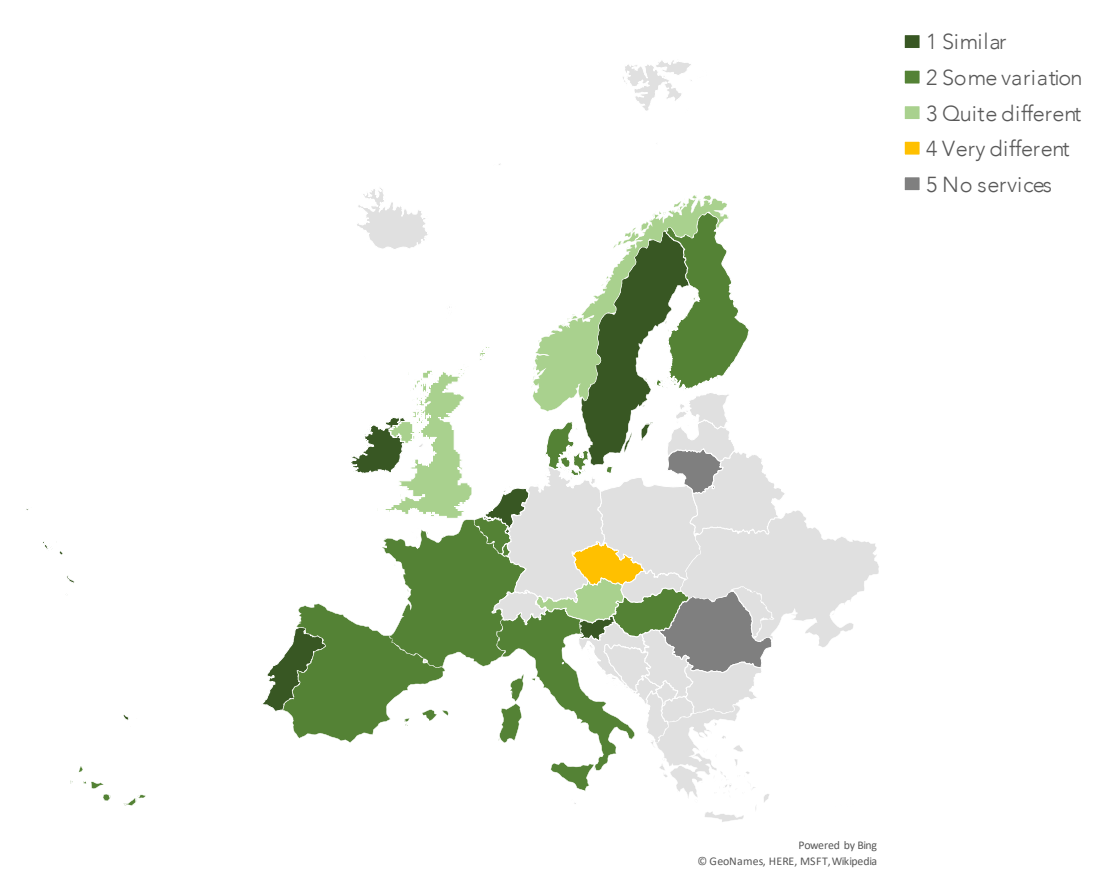 1 Similar
2 Some variation
3 Quite different
4 Very different
5 No services
Powered by Bing
© GeoNames, HERE, MSFT, Wikipedia